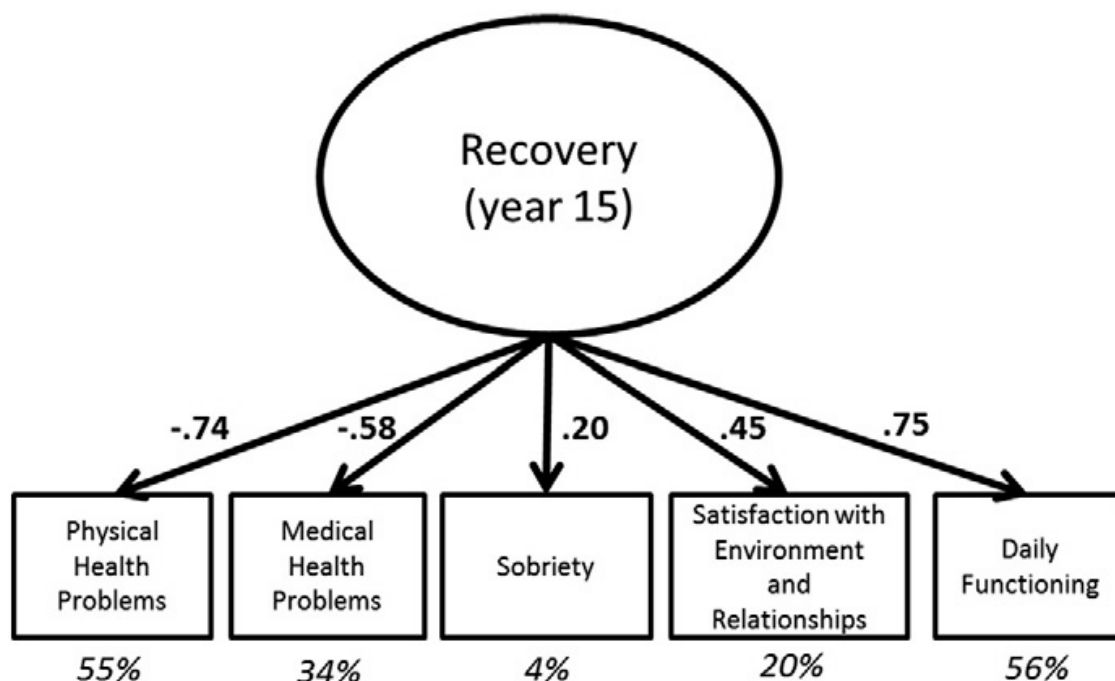 Recovery
(year 15)
-.74
-.58
.20
.45
.75
Physical
Health
Problems
Medical
Health
Problems
Sobriety
Satisfaction with
Environment
and
Relationships
Daily
Functioning
55%
34%
4%
20%
56%